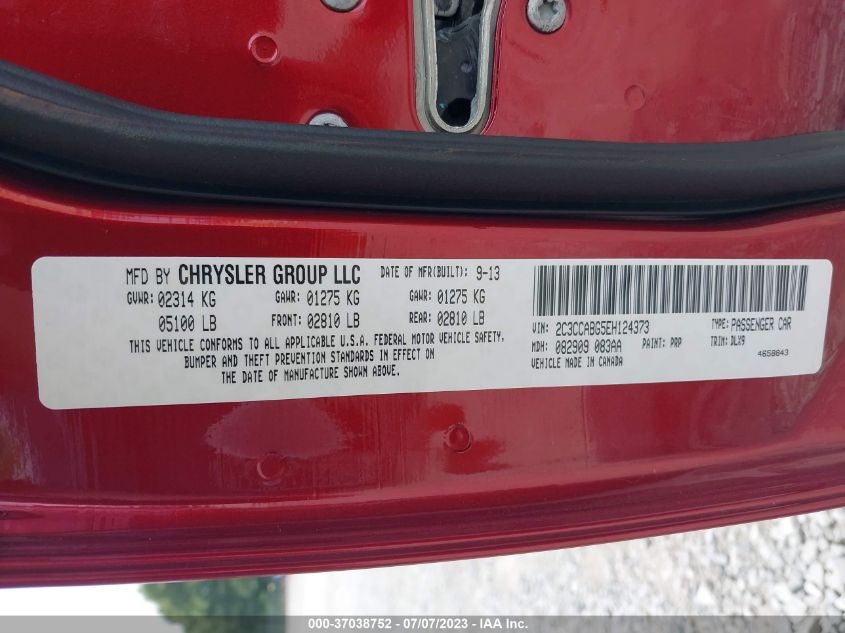 MFD BY CHRYSLER GROUP LLC
DATE OF MFR(BUILT): 9-13
GVWR: 02314 KG GAWR: 01275 KG GAWR: 01275 KG
05100 LB FRONT: 02810 LB REAR: 02810 LB
THIS VEHICLE CONFORMS TO ALL APPLICABLE U.S.A. FEDERAL MOTOR VEHICLE SAFETY,
BUMPER AND THEFT PREVENTION STANDARDS IN EFFECT ON
THE DATE OF MANUFACTURE SHOWN ABOVE.
VIN: 2C3CCABG5EH124373 TYPE: PASSENGER CAR
MDH: 082909 083AA PAINT: PRP TRIM: DLX9
VEHICLE MADE IN CANADA 4658843
000-37038752 - 07/07/2023 - IAA Inc.